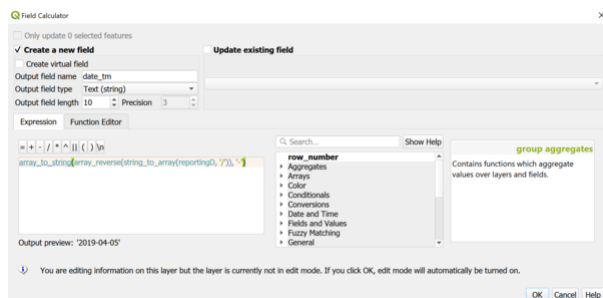 Field Calculator
Only update 0 selected features
Create a new field
Update existing field
Create virtual field
Output field name date_tm
Output field type Text (string)
Output field length 10 Precision 3
Expression Function Editor
= + - / * ^ || ( ) \n
Search...
Show Help
array_to_string(array_reverse(string_to_array(reportingD, '/')), '-')
row_number
Aggregates
Arrays
Color
Conditionals
Conversions
Date and Time
Fields and Values
Fuzzy Matching
General
group aggregates
Contains functions which aggregate
values over layers and fields.
Output preview: '2019-04-05'
You are editing information on this layer but the layer is currently not in edit mode. If you click OK, edit mode will automatically be turned on.
OK Cancel Help